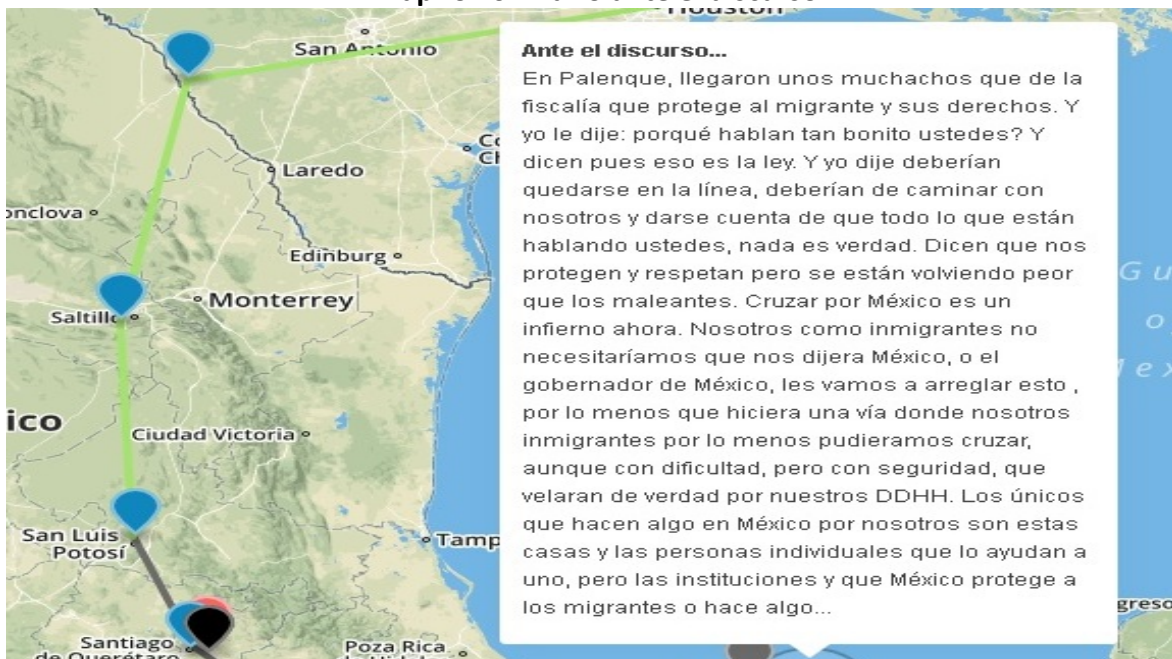 Houston
San Antonio
Laredo
Edinburg
Monterrey
Saltillo
Ciudad Victoria
San Luis
Potosí
Santiago
de Querétaro
Poza Rica
Ante el discurso...
En Palenque, llegaron unos muchachos que de la
fiscalía que protege al migrante y sus derechos. Y
yo le dije: porqué hablan tan bonito ustedes? Y
dicen pues eso es la ley. Y yo dije deberían
quedarse en la línea, deberían de caminar con
nosotros y darse cuenta de que todo lo que están
hablando ustedes, nada es verdad. Dicen que nos
protegen y respetan pero se están volviendo peor
que los maleantes. Cruzar por México es un
infierno ahora. Nosotros como inmigrantes no
necesitaríamos que nos dijera México, o el
gobernador de México, les vamos a arreglar esto ,
por lo menos que hiciera una vía donde nosotros
inmigrantes por lo menos pudieramos cruzar,
aunque con dificultad, pero con seguridad, que
velaran de verdad por nuestros DDHH. Los únicos
que hacen algo en México por nosotros son estas
casas y las personas individuales que lo ayudan a
uno, pero las instituciones y que México protege a
los migrantes o hace algo...